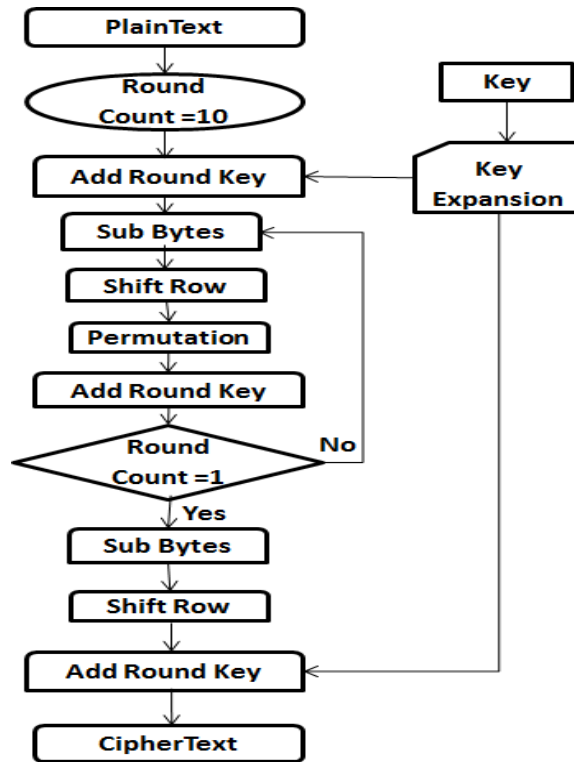 PlainText
Round
Count =10
Key
Add Round Key
Key
Expansion
Sub Bytes
Shift Row
Permutation
Add Round Key
Round
Count =1
No
Yes
Sub Bytes
Shift Row
Add Round Key
CipherText